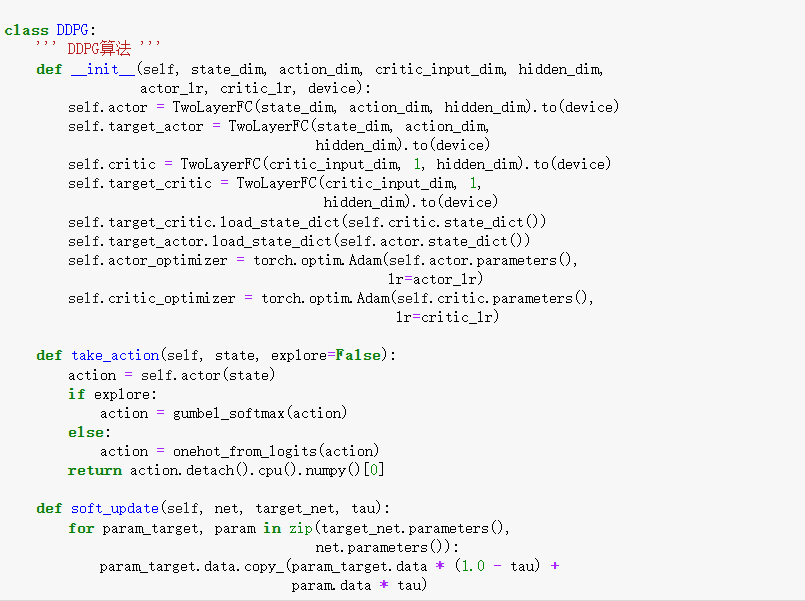 class DDPG:
    ''' DDPG算法 '''
    def __init__(self, state_dim, action_dim, critic_input_dim, hidden_dim,
                 actor_lr, critic_lr, device):
        self.actor = TwoLayerFC(state_dim, action_dim, hidden_dim).to(device)
        self.target_actor = TwoLayerFC(state_dim, action_dim,
                                       hidden_dim).to(device)
        self.critic = TwoLayerFC(critic_input_dim, 1, hidden_dim).to(device)
        self.target_critic = TwoLayerFC(critic_input_dim, 1,
                                        hidden_dim).to(device)
        self.target_critic.load_state_dict(self.critic.state_dict())
        self.target_actor.load_state_dict(self.actor.state_dict())
        self.actor_optimizer = torch.optim.Adam(self.actor.parameters(),
                                                lr=actor_lr)
        self.critic_optimizer = torch.optim.Adam(self.critic.parameters(),
                                                 lr=critic_lr)

    def take_action(self, state, explore=False):
        action = self.actor(state)
        if explore:
            action = gumbel_softmax(action)
        else:
            action = onehot_from_logits(action)
        return action.detach().cpu().numpy()[0]

    def soft_update(self, net, target_net, tau):
        for param_target, param in zip(target_net.parameters(),
                                       net.parameters()):
            param_target.data.copy_(param_target.data * (1.0 - tau) +
                                    param.data * tau)